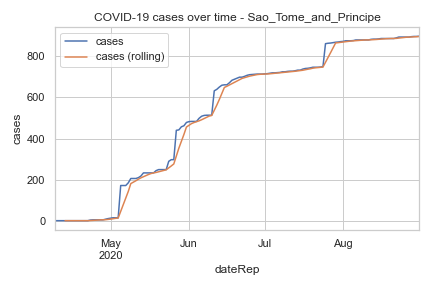 COVID-19 cases over time - Sao_Tome_and_Principe
cases
cases (rolling)
cases
800
600
400
200
0
May
2020
Jun
Jul
Aug
dateRep